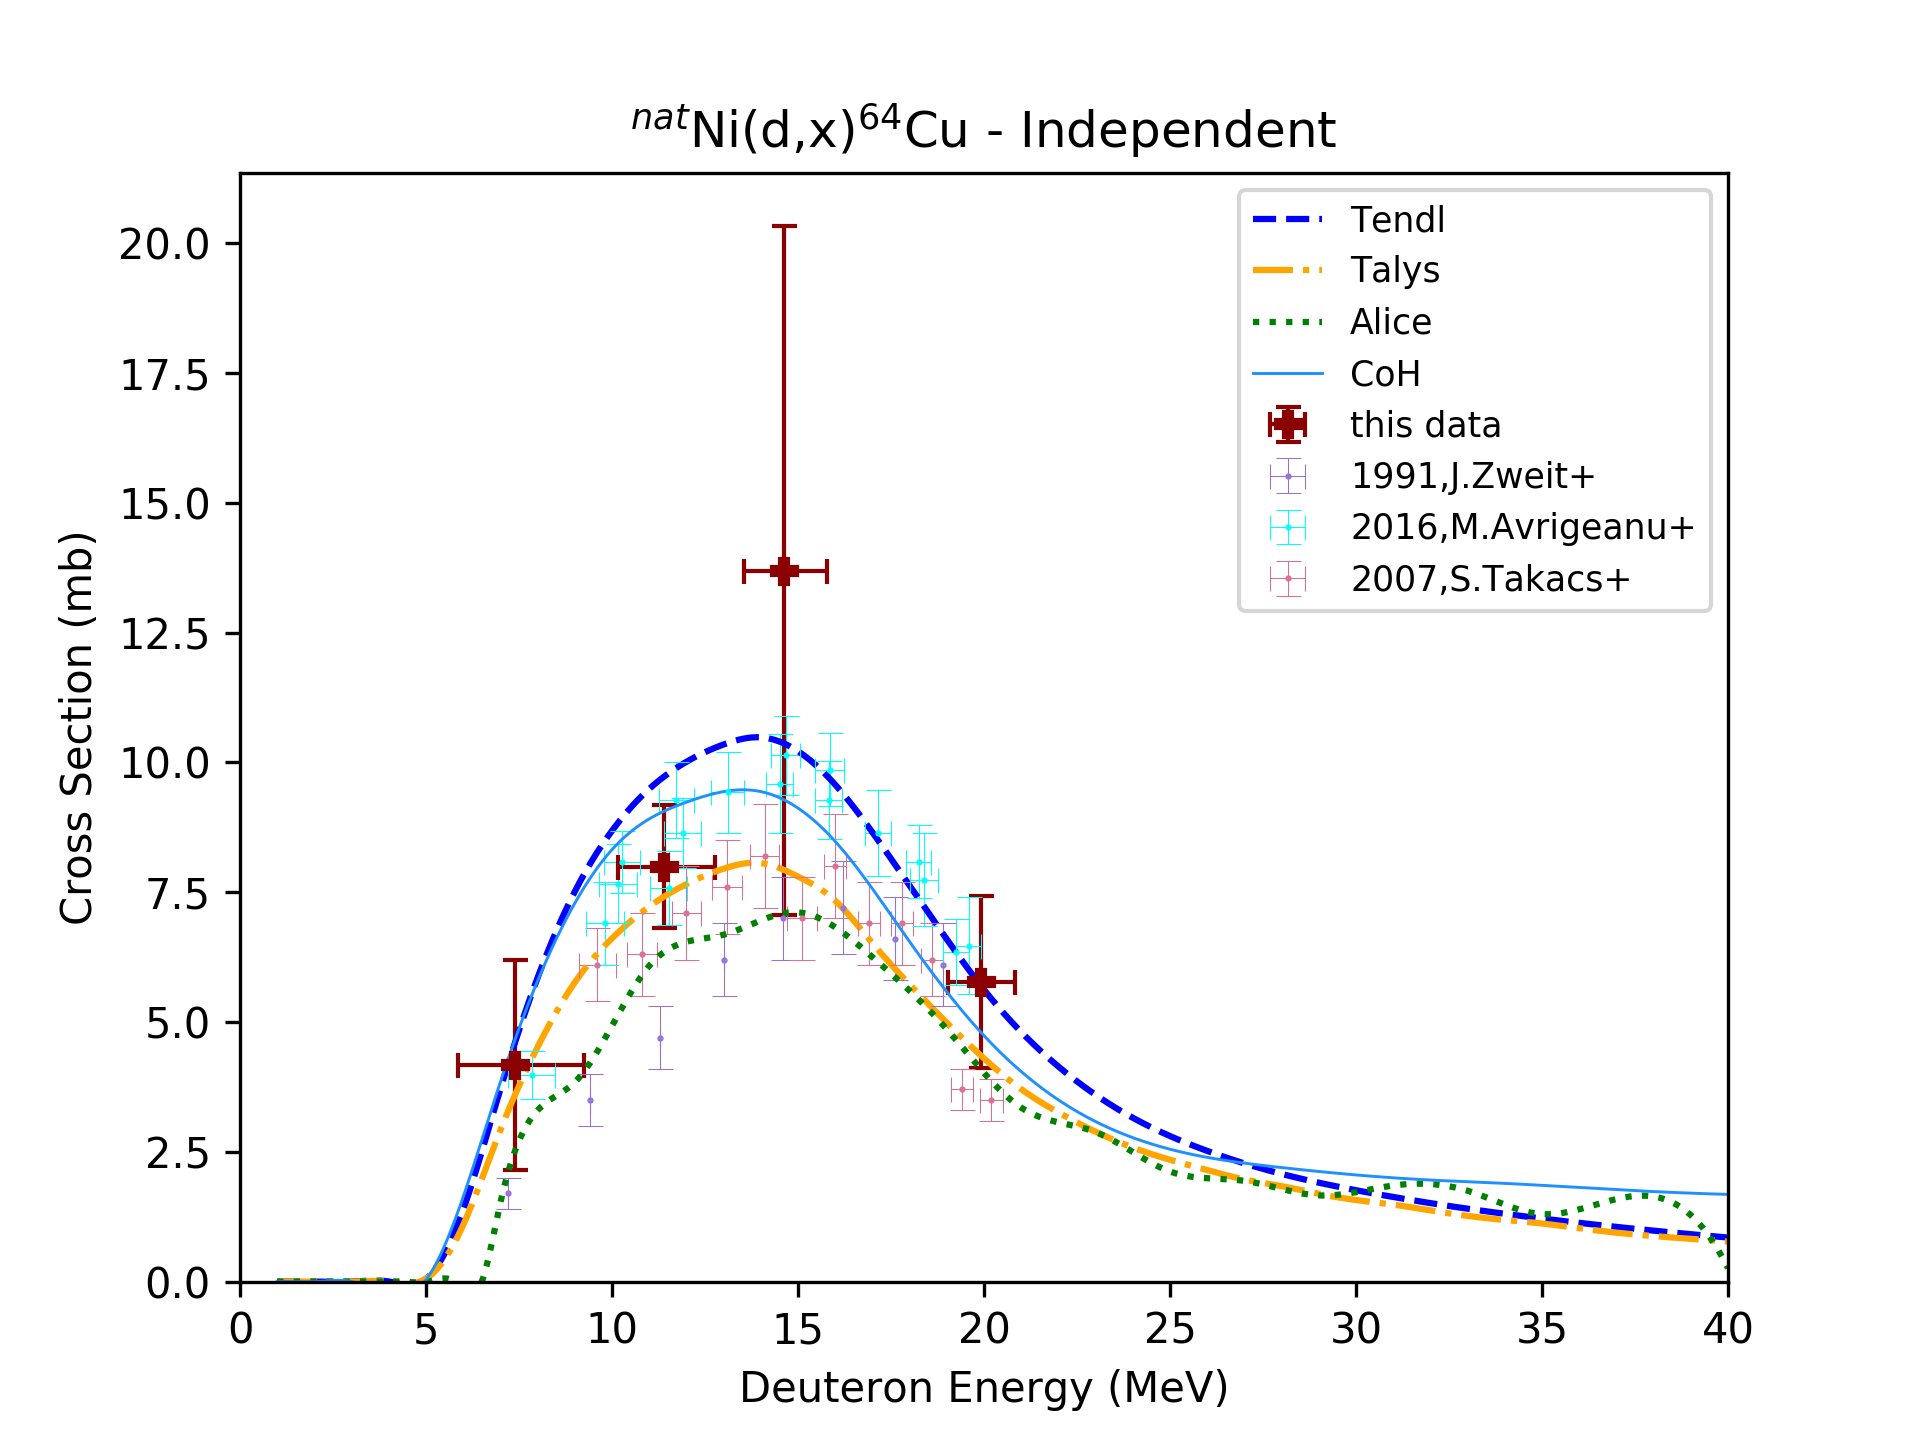 natNi(d,x)64Cu - Independent
Tendl
Talys
Alice
CoH
this data
1991,J.Zweit+
2016,M.Avrigeanu+
2007,S.Takacs+
Cross Section (mb)
20.0
17.5
15.0
12.5
10.0
7.5
5.0
2.5
0.0
0 5 10 15 20 25 30 35 40
Deuteron Energy (MeV)